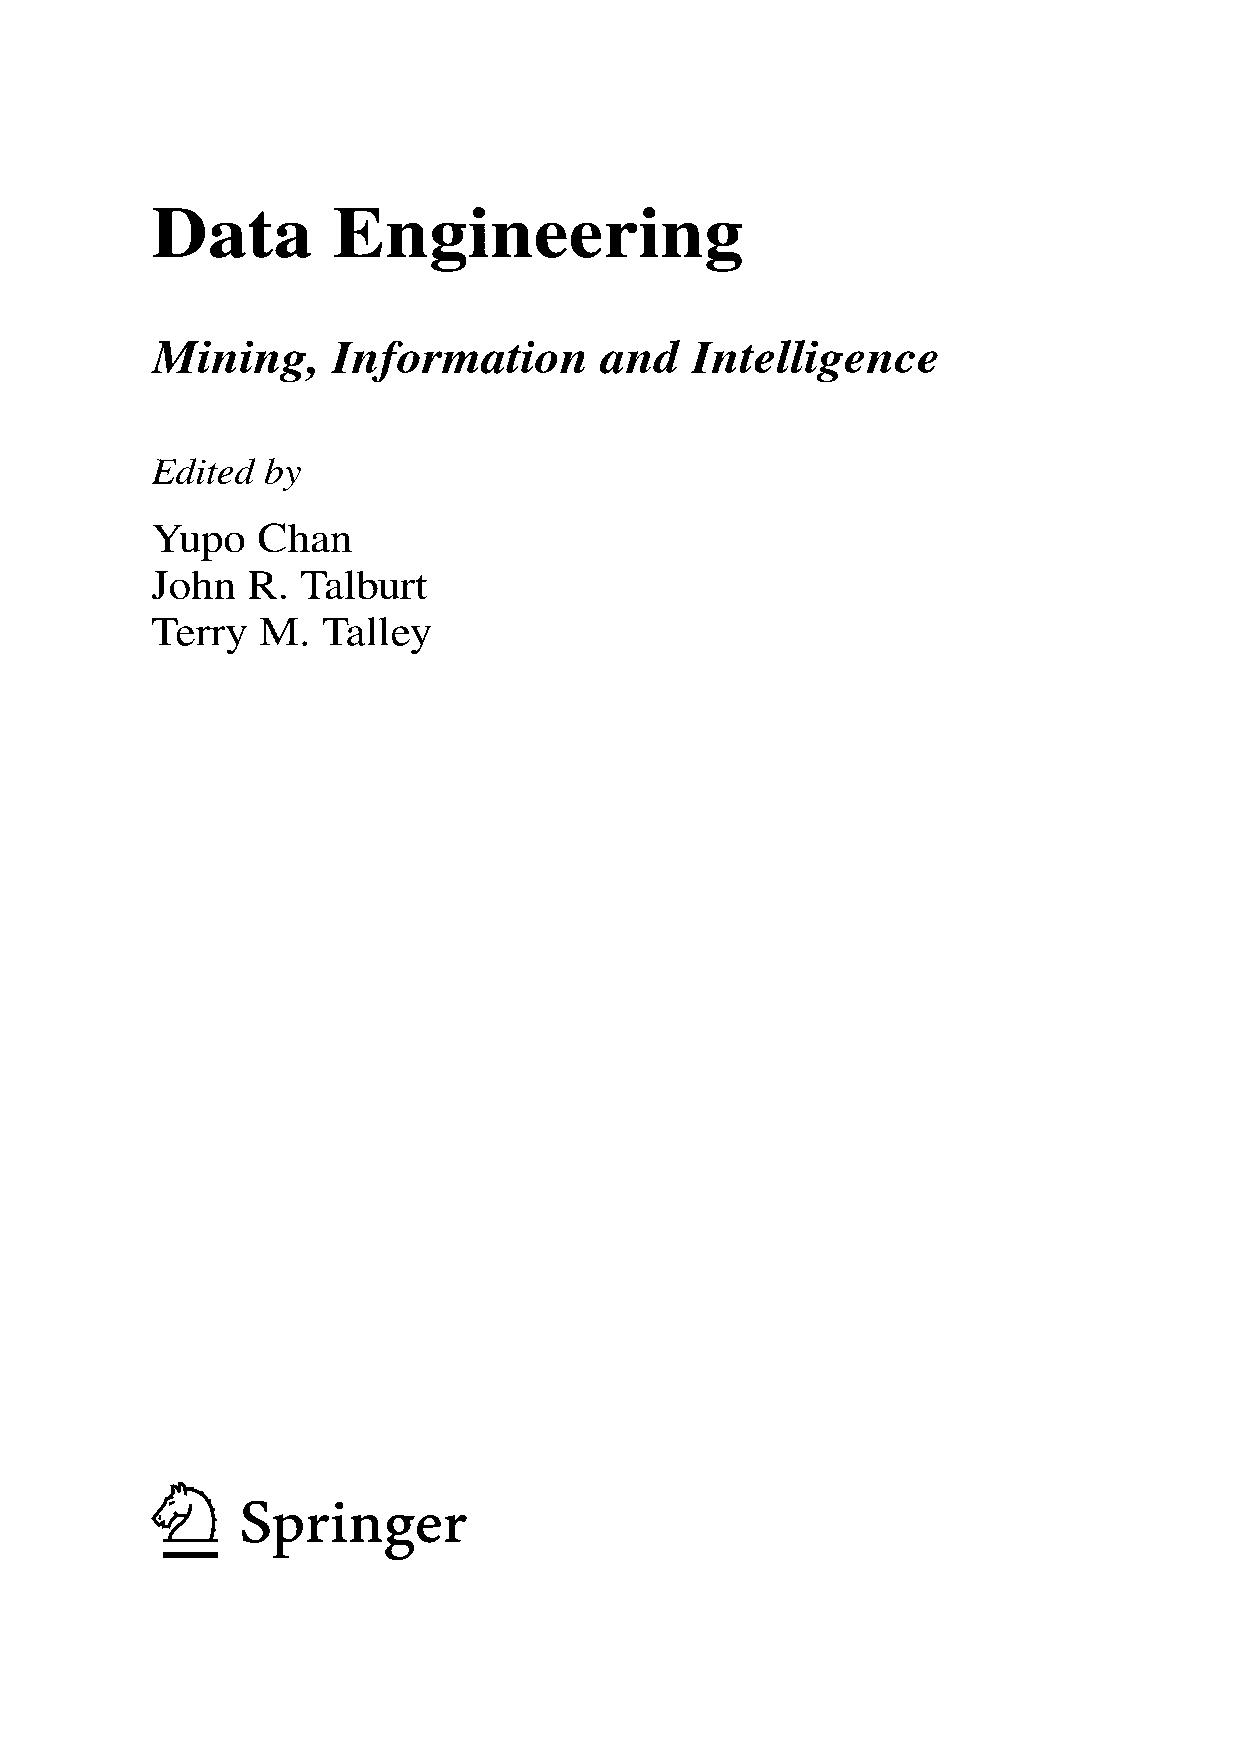 Data Engineering
Mining, Information and Intelligence
Edited by
Yupo Chan
John R. Talburt
Terry M. Talley
Springer